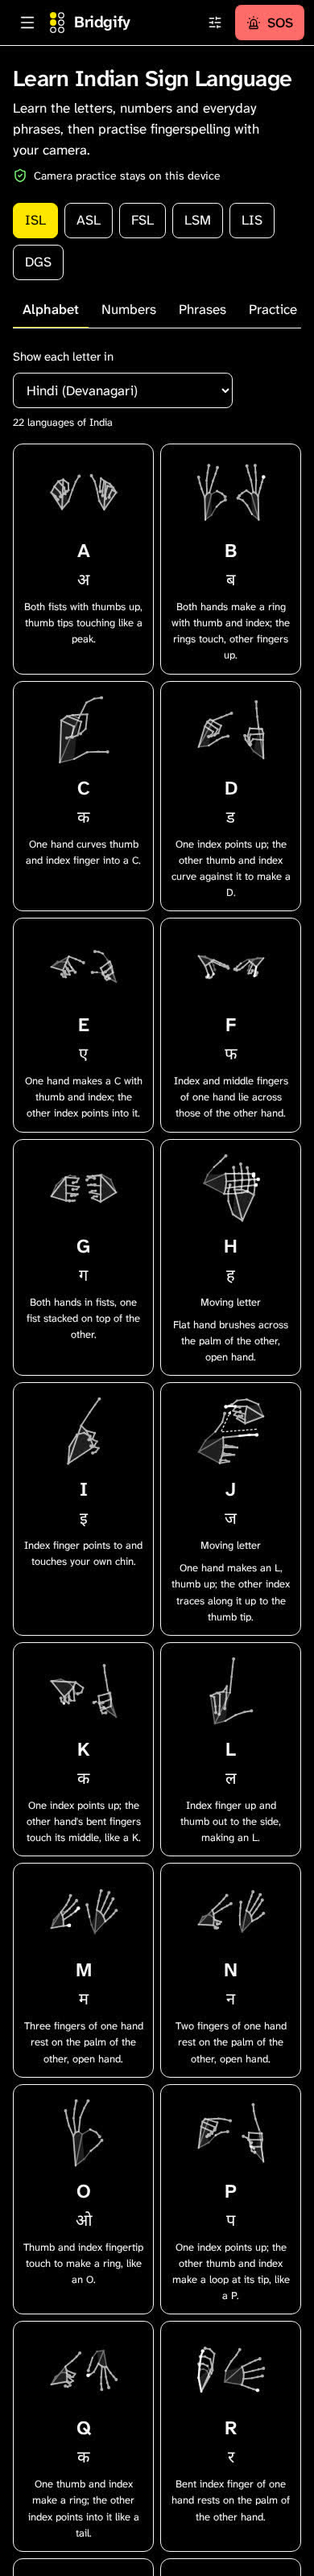 Bridgify
SOS
Learn Indian Sign Language
Learn the letters, numbers and everyday
phrases, then practise fingerspelling with
your camera.
Camera practice stays on this device
ISL
ASL
FSL
LSM
LIS
DGS
Alphabet
Numbers
Phrases
Practice
Show each letter in
Hindi (Devanagari)
22 languages of India
A
अ
Both fists with thumbs up,
thumb tips touching like a
peak.
B
ब
Both hands make a ring
with thumb and index; the
rings touch, other fingers
up.
C
क
One hand curves thumb
and index finger into a C.
D
ड
One index points up; the
other thumb and index
curve against it to make a
D.
E
ए
One hand makes a C with
thumb and index; the
other index points into it.
F
फ
Index and middle fingers
of one hand lie across
those of the other hand.
G
ग
Both hands in fists, one
fist stacked on top of the
other.
H
ह
Moving letter
Flat hand brushes across
the palm of the other,
open hand.
I
इ
Index finger points to and
touches your own chin.
J
ज
Moving letter
One hand makes an L,
thumb up; the other index
traces along it up to the
thumb tip.
K
क
One index points up; the
other hand's bent fingers
touch its middle, like a K.
L
ल
Index finger up and
thumb out to the side,
making an L.
M
म
Three fingers of one hand
rest on the palm of the
other, open hand.
N
न
Two fingers of one hand
rest on the palm of the
other, open hand.
O
ओ
Thumb and index fingertip
touch to make a ring, like
an O.
P
प
One index points up; the
other thumb and index
make a loop at its tip, like
a P.
Q
क
One thumb and index
make a ring; the other
index points into it like a
tail.
R
र
Bent index finger of one
hand rests on the palm of
the other hand.